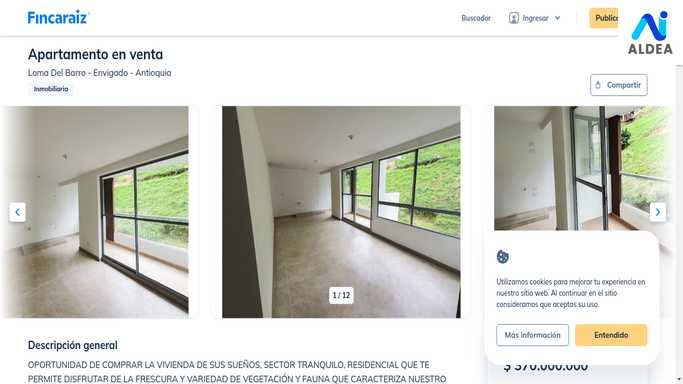 Fincaraiz
Buscador
Ingresar
ALDEA
Apartamento en venta
Loma Del Barro - Envigado - Antioquia
Inmobiliario
Compartir
1 / 12
Utilizamos cookies para mejorar tu experiencia en
nuestro sitio web. Al continuar en el sitio
consideramos que aceptas su uso.
Más información
Entendido
$ 370.000.000
Descripción general
OPORTUNIDAD DE COMPRAR LA VIVIENDA DE SUS SUEÑOS, SECTOR TRANQUILO, RESIDENCIAL QUE TE
PERMITE DISFRUTAR DE LA FRESCURA Y VARIEDAD DE VEGETACIÓN Y FAUNA QUE CARACTERIZA NUESTRO